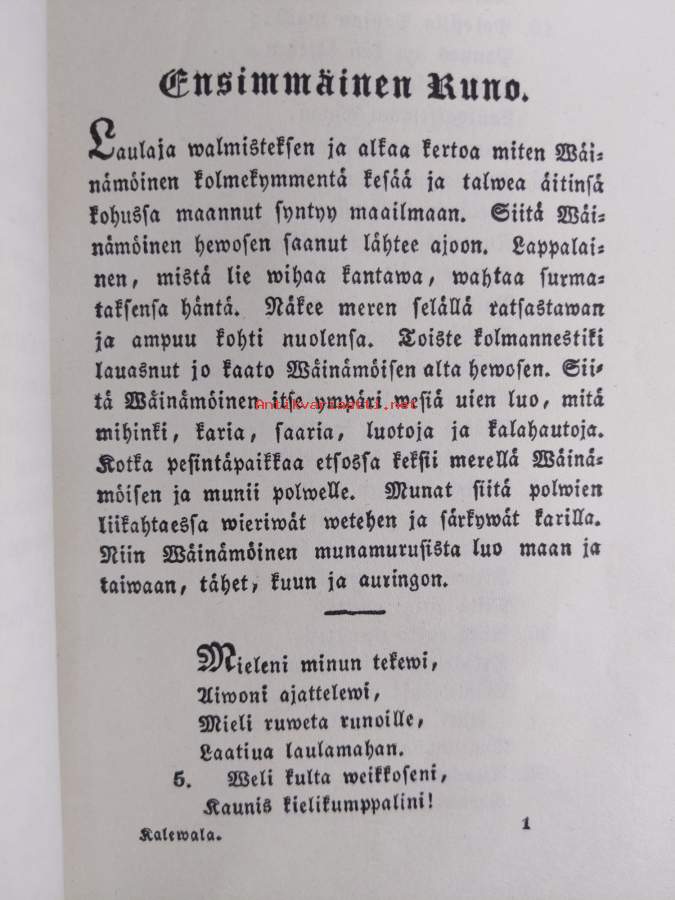 Ensimmäinen Runo.
Laulaja walmisteksen ja alkaa kertoa miten Wäi-
nämöinen kolmekymmentä kesää ja talwea äitinsä
kohussa maannut syntyy maailmaan. Siitä Wäi-
nämöinen hewosen saanut lähtee ajoon. Lappalai-
nen, mistä lie wihaa kantawa, wahtaa surma-
taksensa häntä. Näkee meren selällä ratsastawan
ja ampuu kohti nuolensa. Toiste kolmannestiki
lauasnut jo kaato Wäinämöisen alta hewosen. Sii-
tä Wäinämöinen itse ympäri wesiä uien luo, mitä
Antikvariaatti.net
mihinki, karia, saaria, luotoja ja kalahautoja.
Kotka pesintäpaikkaa etsossa keksii merellä Wäinä-
möisen ja munii polwelle. Munat siitä polwien
liikahtaessa wieriwät wetehen ja särkywät karilla.
Niin Wäinämöinen munamurusista luo maan ja
taiwaan, tähet, kuun ja auringon.
Mieleni minun tekewi,
Aiwoni ajattelewi,
Mieli ruweta runoille,
Laatiua laulamahan.
5. Weli kulta weikkoseni,
Kaunis kielikumppalini!
Kalewala. 1